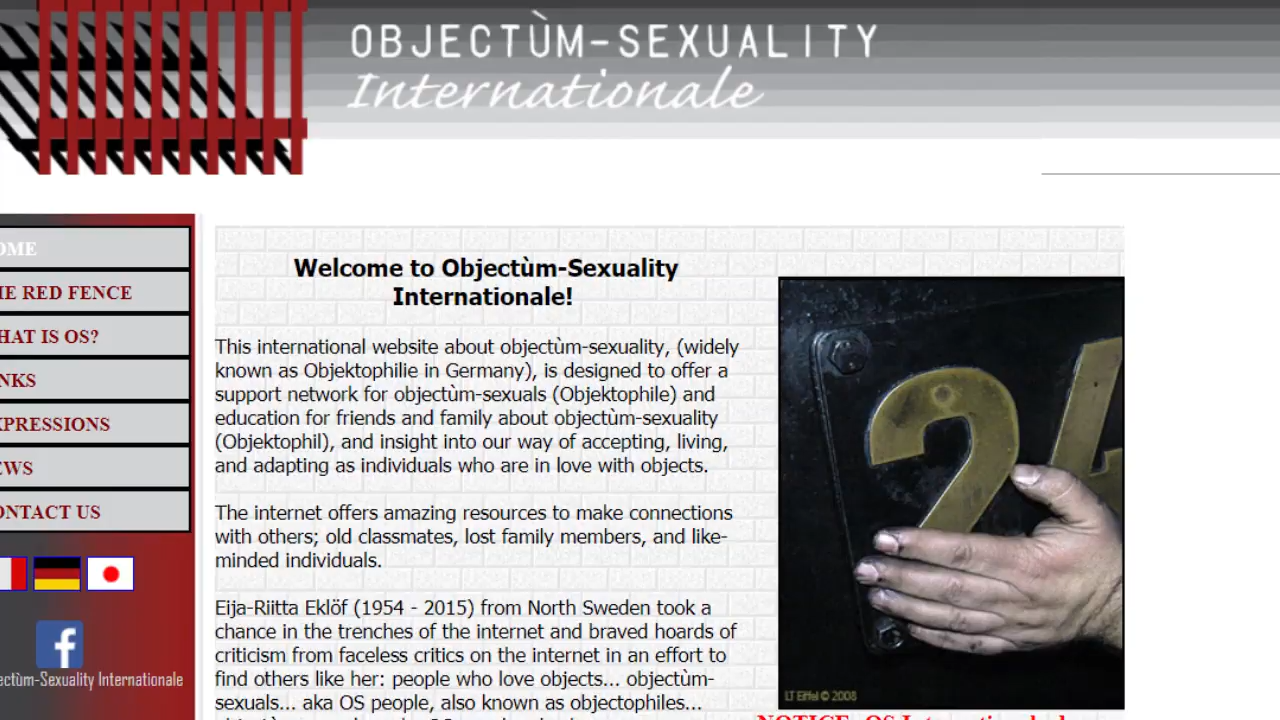 OBJECTÙM-SEXUALITY
Internationale
OME
HE RED FENCE
HAT IS OS?
NKS
XPRESSIONS
EWS
ONTACT US
ectùm-Sexuality Internationale
Welcome to Objectùm-Sexuality
Internationale!
This international website about objectùm-sexuality, (widely
known as Objektophilie in Germany), is designed to offer a
support network for objectùm-sexuals (Objektophile) and
education for friends and family about objectùm-sexuality
(Objektophil), and insight into our way of accepting, living,
and adapting as individuals who are in love with objects.
The internet offers amazing resources to make connections
with others; old classmates, lost family members, and like-
minded individuals.
Eija-Riitta Eklöf (1954 - 2015) from North Sweden took a
chance in the trenches of the internet and braved hoards of
criticism from faceless critics on the internet in an effort to
find others like her: people who love objects... objectùm-
sexuals... aka OS people, also known as objectophiles...
24
LT Eiffel © 2008
NOTICE: OS International